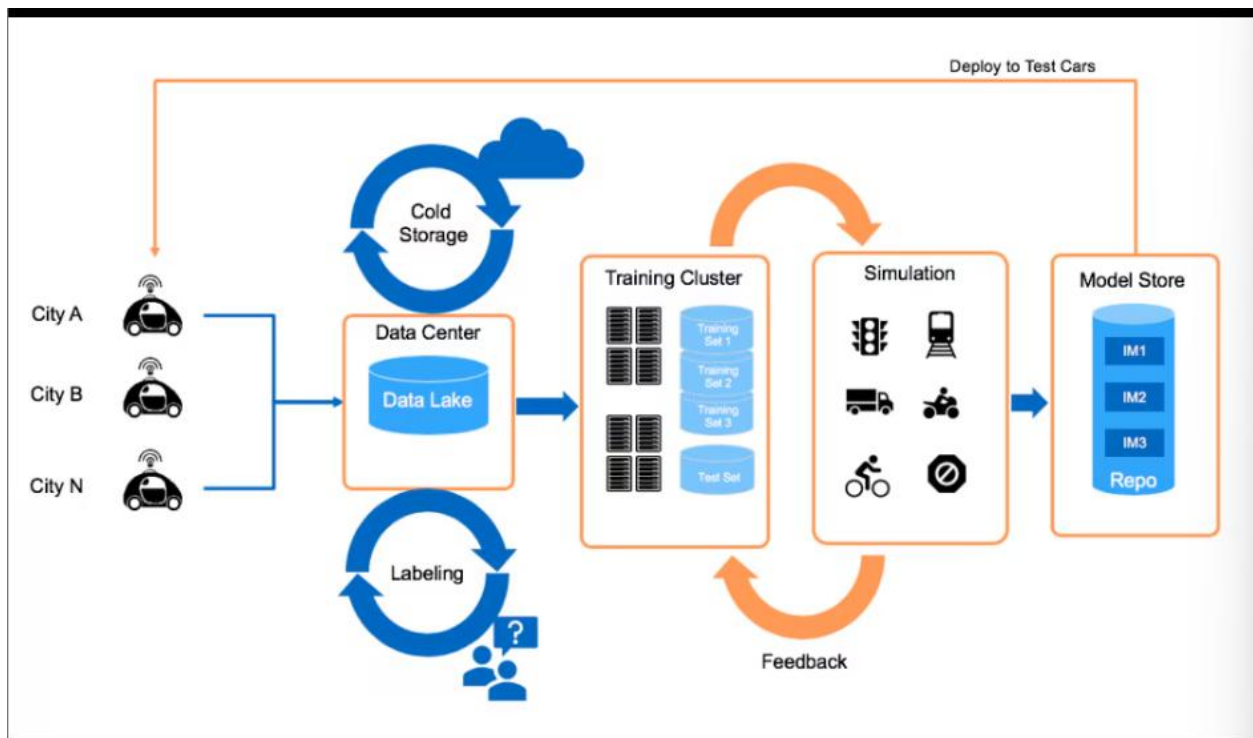 Deploy to Test Cars
Cold
Storage
City A
City B
City N
Data Center
Data Lake
Labeling
?
Training Cluster
Training
Set 1
Training
Set 2
Training
Set 3
Test Set
Simulation
Feedback
Model Store
IM1
IM2
IM3
Repo